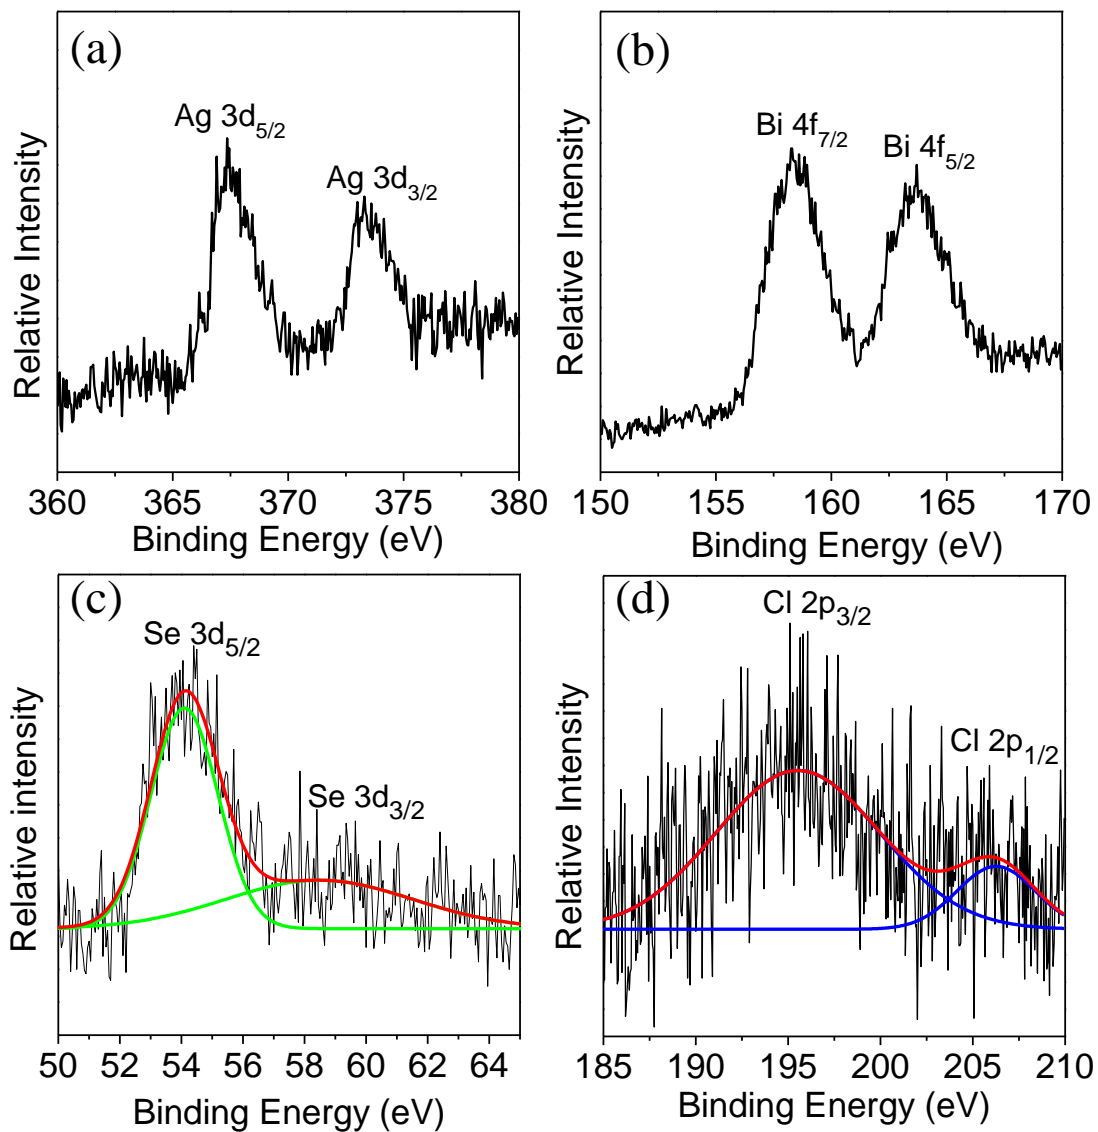 (a)
Ag 3d5/2
Ag 3d3/2
Relative Intensity
360 365 370 375 380
Binding Energy (eV)
(b)
Bi 4f7/2
Bi 4f5/2
Relative Intensity
150 155 160 165 170
Binding Energy (eV)
(c)
Se 3d5/2
Se 3d3/2
Relative intensity
50 52 54 56 58 60 62 64
Binding Energy (eV)
(d)
Cl 2p3/2
Cl 2p1/2
Relative Intensity
185 190 195 200 205 210
Binding Energy (eV)